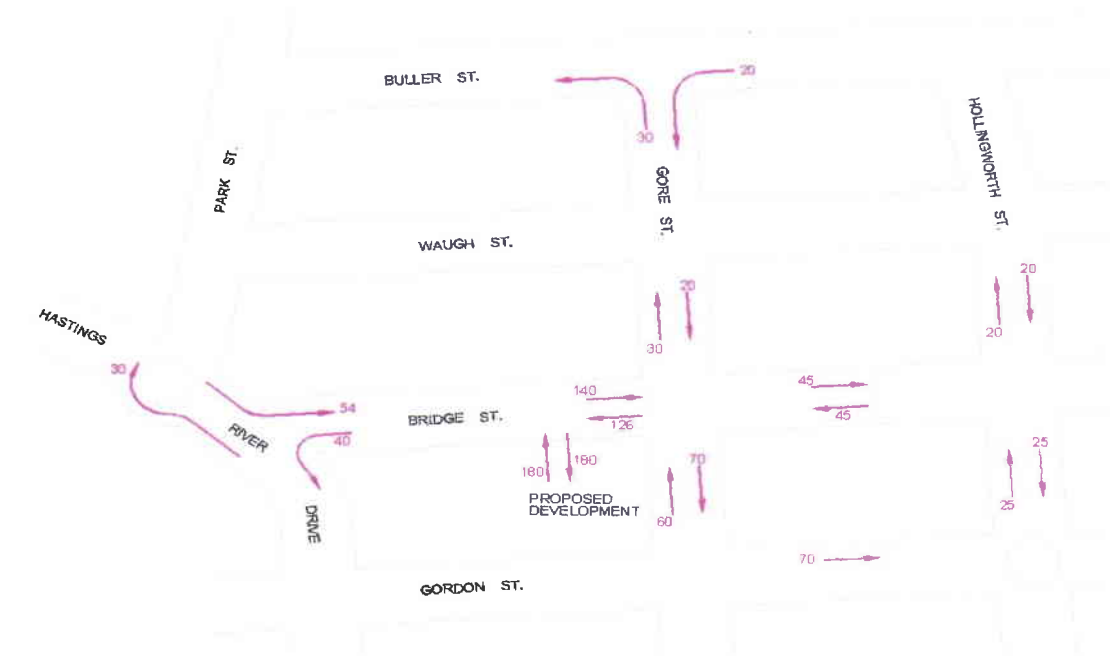 BULLER ST.
20
30
HOLLINGWORTH ST.
PARK ST.
GORE ST.
WAUGH ST.
20
30
20
20
HASTINGS
30
54
RIVER
40
DRIVE
BRIDGE ST.
140
126
45
45
180
180
PROPOSED
DEVELOPMENT
70
60
25
25
70
GORDON ST.